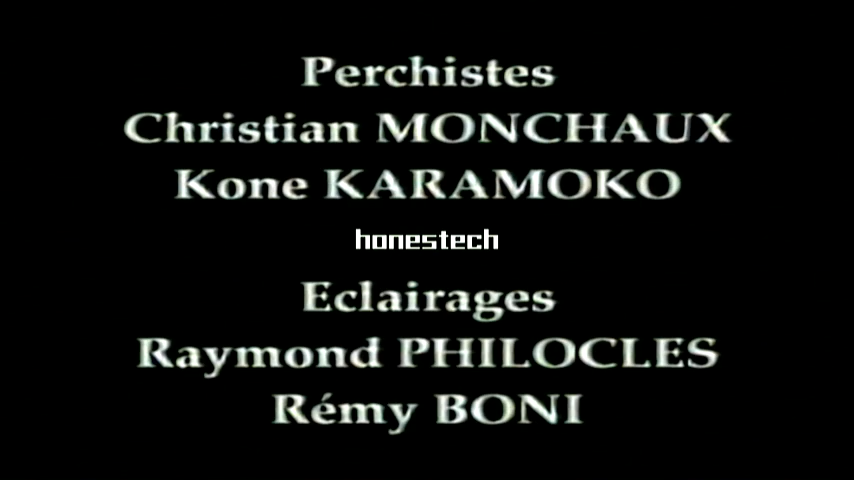 Perchistes
Christian MONCHAUX
Kone KARAMOKO
honestech
Eclairages
Raymond PHILOCLES
Rémy BONI